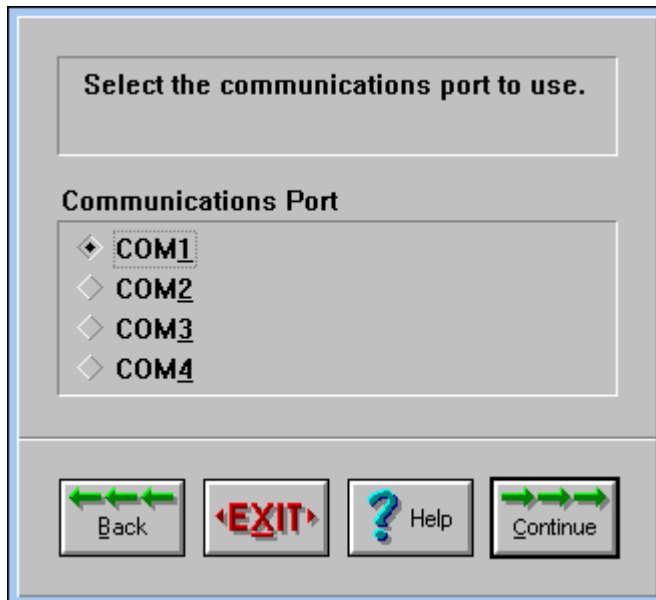 Select the communications port to use.
Communications Port
COM1
COM2
COM3
COM4
Back
EXIT
Help
Continue